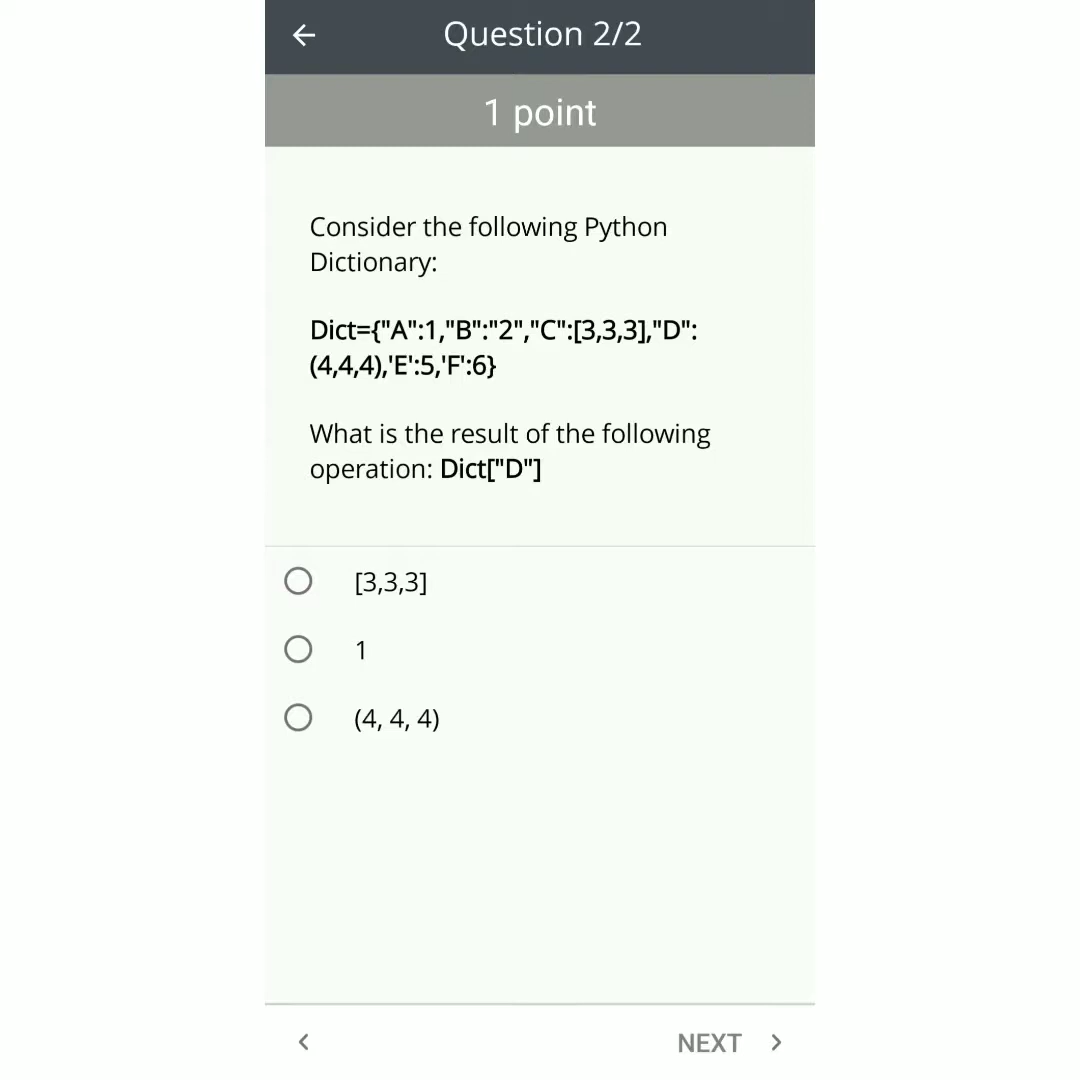 Question 2/2
1 point
Consider the following Python
Dictionary:
Dict={"A":1,"B":"2","C":[3,3,3],"D":
(4,4,4),'E':5,'F':6}
What is the result of the following
operation: Dict["D"]
[3,3,3]
1
(4, 4, 4)
NEXT